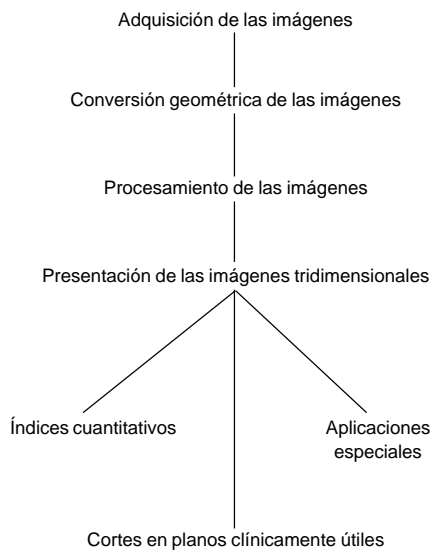 Adquisición de las imágenes
Conversión geométrica de las imágenes
Procesamiento de las imágenes
Presentación de las imágenes tridimensionales
Índices cuantitativos
Aplicaciones
especiales
Cortes en planos clínicamente útiles